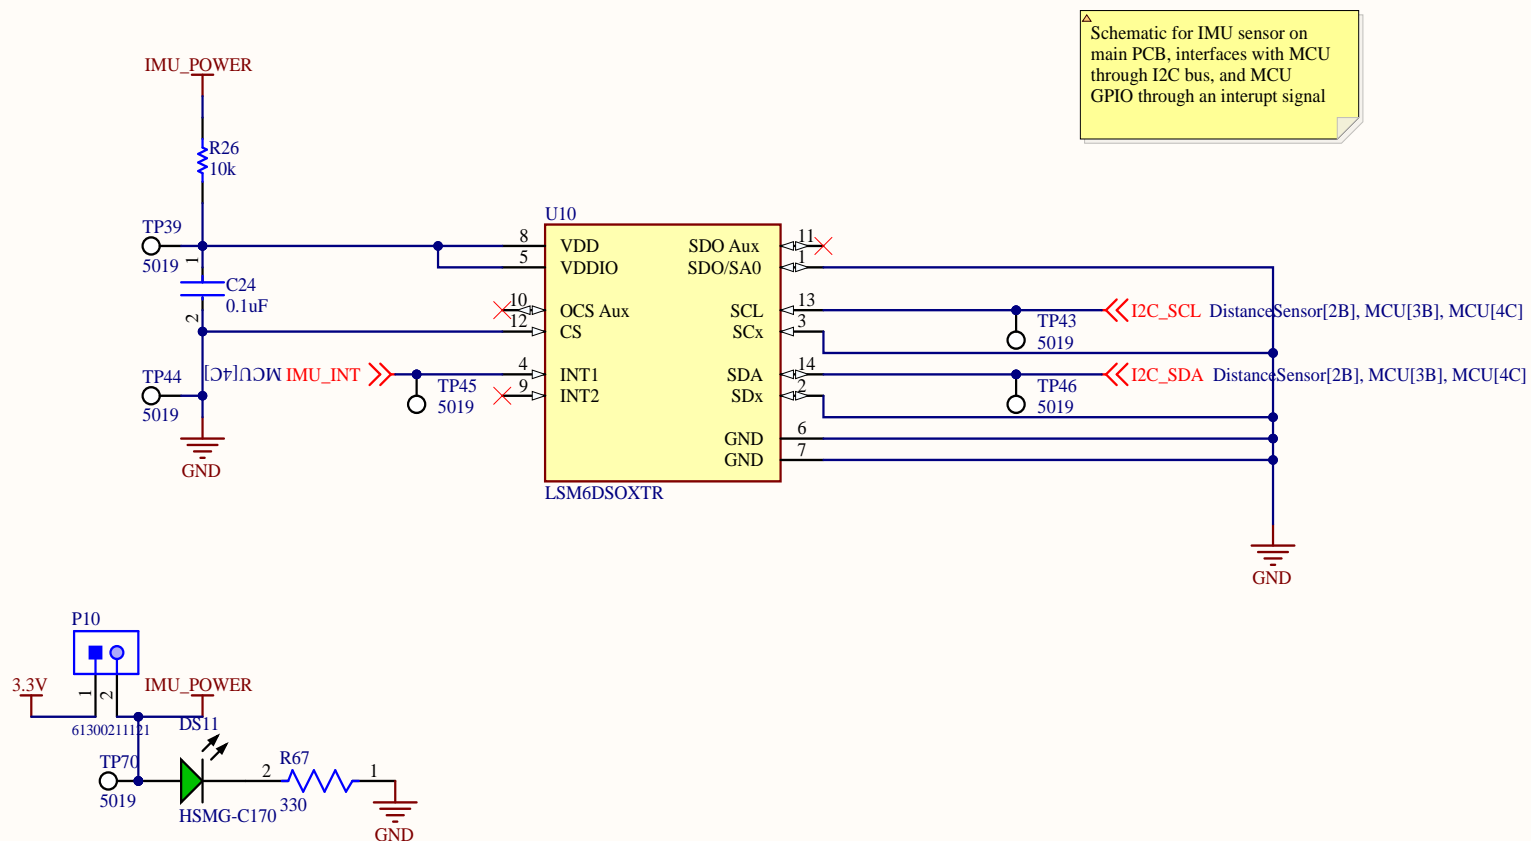 Schematic for IMU sensor on
main PCB, interfaces with MCU
through I2C bus, and MCU
GPIO through an interupt signal
IMU_POWER
R26
10k
TP39
5019
1
C24
0.1uF
2
TP44
5019
GND
MCU[4C] IMU_INT
TP45
5019
U10
8 VDD
5 VDDIO
10 OCS Aux
12 CS
4 INT1
9 INT2
SDO Aux 11
SDO/SA0 1
SCL 13
SCx 3
SDA 14
SDx 2
GND 6
GND 7
LSM6DSOXTR
I2C_SCL DistanceSensor[2B], MCU[3B], MCU[4C]
TP43
5019
I2C_SDA DistanceSensor[2B], MCU[3B], MCU[4C]
TP46
5019
GND
P10
3.3V
1
2
61300211121
IMU_POWER
DS11
TP70
5019
HSMG-C170
2
R67
330
1
GND